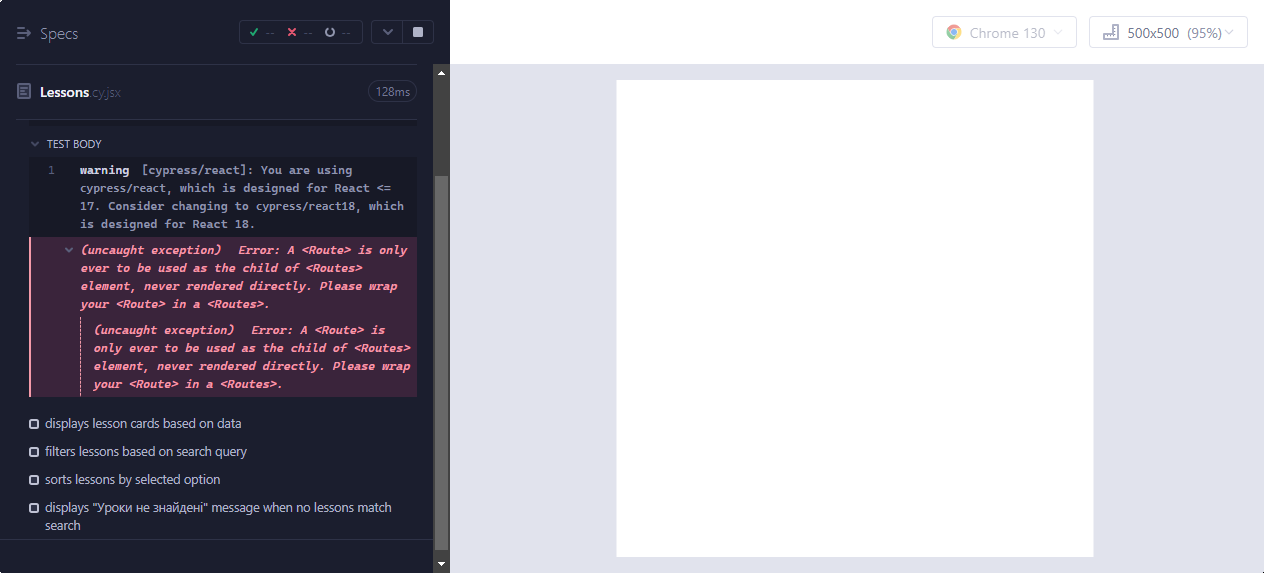 Specs
-- -- --
Chrome 130
500x500 (95%)
Lessons.cy.jsx
128ms
TEST BODY
1 warning [cypress/react]: You are using
cypress/react, which is designed for React <=
17. Consider changing to cypress/react18, which
is designed for React 18.
(uncaught exception) Error: A <Route> is only
ever to be used as the child of <Routes>
element, never rendered directly. Please wrap
your <Route> in a <Routes>.
(uncaught exception) Error: A <Route> is
only ever to be used as the child of <Routes>
element, never rendered directly. Please wrap
your <Route> in a <Routes>.
displays lesson cards based on data
filters lessons based on search query
sorts lessons by selected option
displays "Уроки не знайдені" message when no lessons match
search